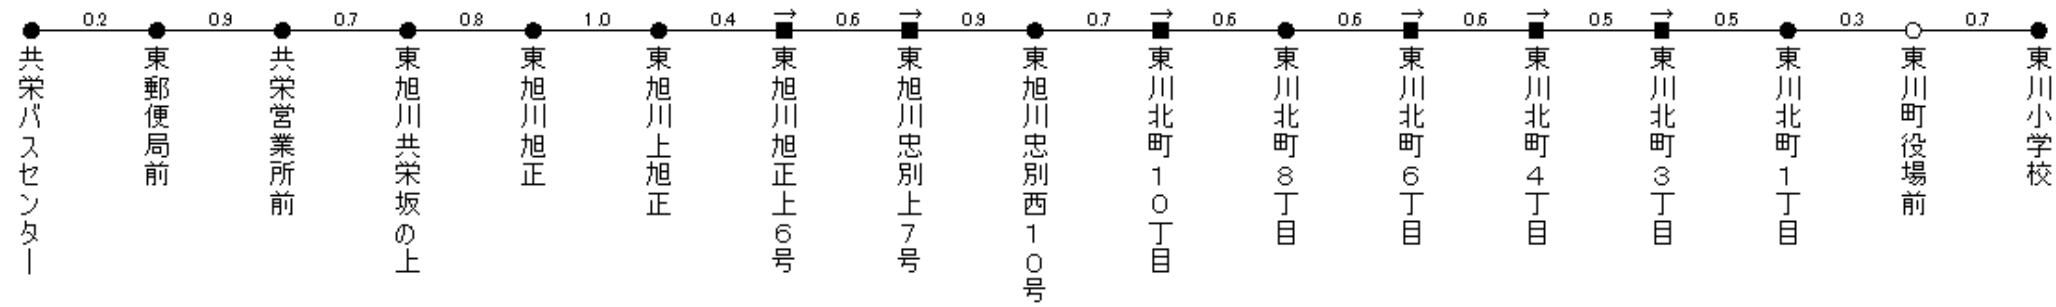 0.2 0.9 0.7 0.8 1.0 0.4 0.6 0.9 0.7 0.6 0.6 0.6 0.5 0.5 0.3 0.7
→ → → → → →
共栄バスセンター
東郵便局前
共栄営業所前
東旭川共栄坂の上
東旭川旭正
東旭川上旭正
東旭川旭正上6号
東旭川忠別上7号
東旭川忠別西10号
東川北町10丁目
東川北町8丁目
東川北町6丁目
東川北町4丁目
東川北町3丁目
東川北町1丁目
東川町役場前
東川小学校